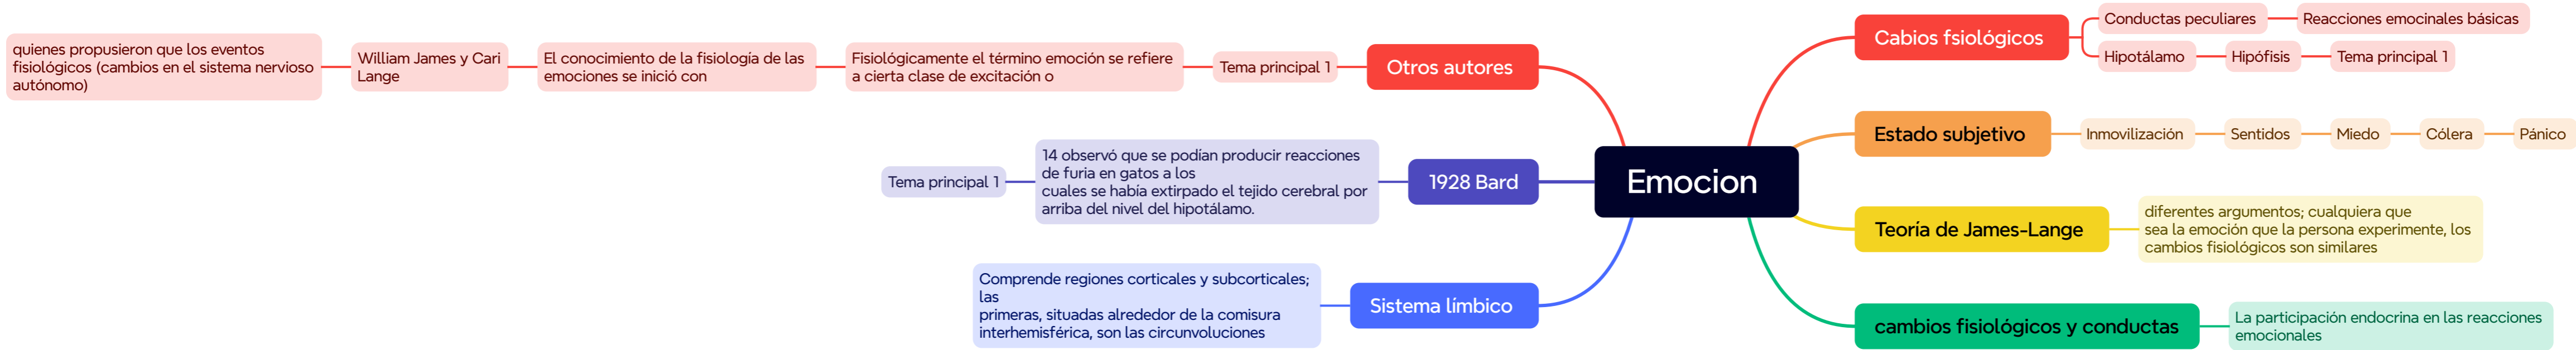 Emocion
Cabios fsiológicos
Conductas peculiares
Reacciones emocinales básicas
Hipotálamo
Hipófisis
Tema principal 1
Estado subjetivo
Inmovilización
Sentidos
Miedo
Cólera
Pánico
Teoría de James-Lange
diferentes argumentos; cualquiera que
sea la emoción que la persona experimente, los
cambios fisiológicos son similares
cambios fisiológicos y conductas
La participación endocrina en las reacciones
emocionales
Otros autores
Tema principal 1
Fisiológicamente el término emoción se refiere
a cierta clase de excitación o
El conocimiento de la fisiología de las
emociones se inició con
William James y Cari
Lange
quienes propusieron que los eventos
fisiológicos (cambios en el sistema nervioso
autónomo)
1928 Bard
14 observó que se podían producir reacciones
de furia en gatos a los
cuales se había extirpado el tejido cerebral por
arriba del nivel del hipotálamo.
Tema principal 1
Sistema límbico
Comprende regiones corticales y subcorticales;
las
primeras, situadas alrededor de la comisura
interhemisférica, son las circunvoluciones